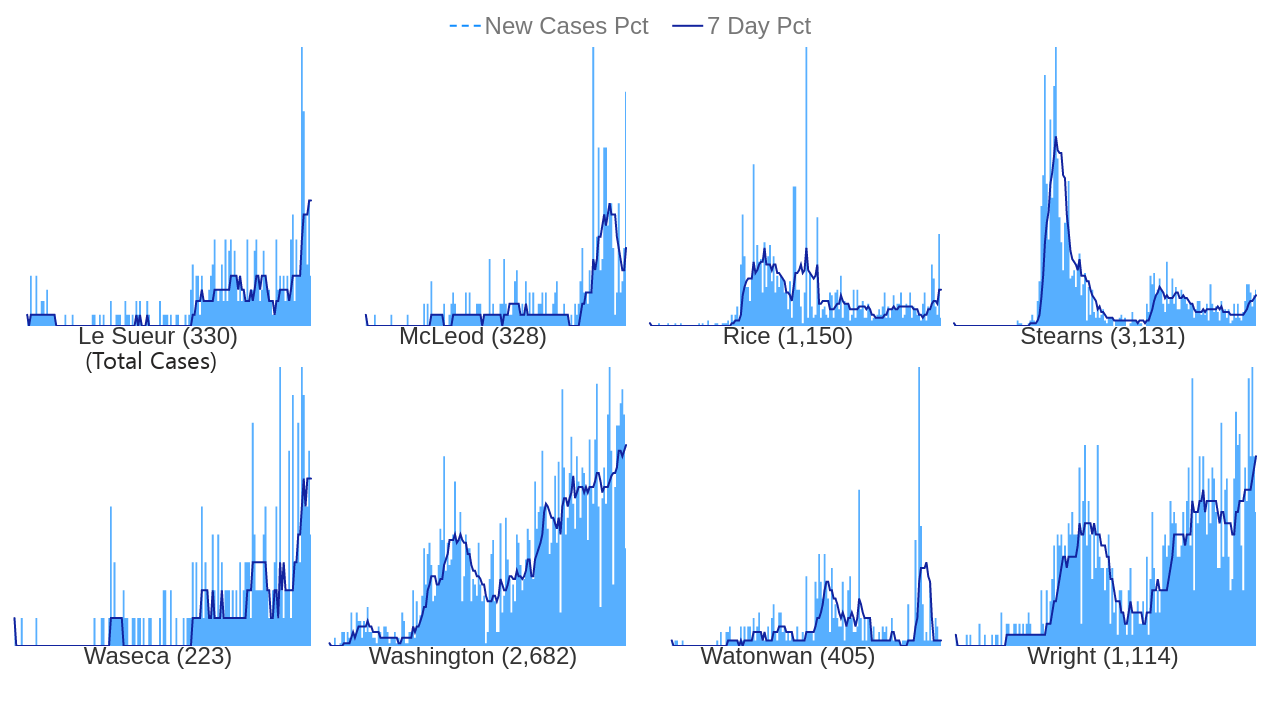 New Cases Pct 7 Day Pct
Le Sueur (330) McLeod (328) Rice (1,150) Stearns (3,131)
(Total Cases)
Waseca (223) Washington (2,682) Watonwan (405) Wright (1,114)